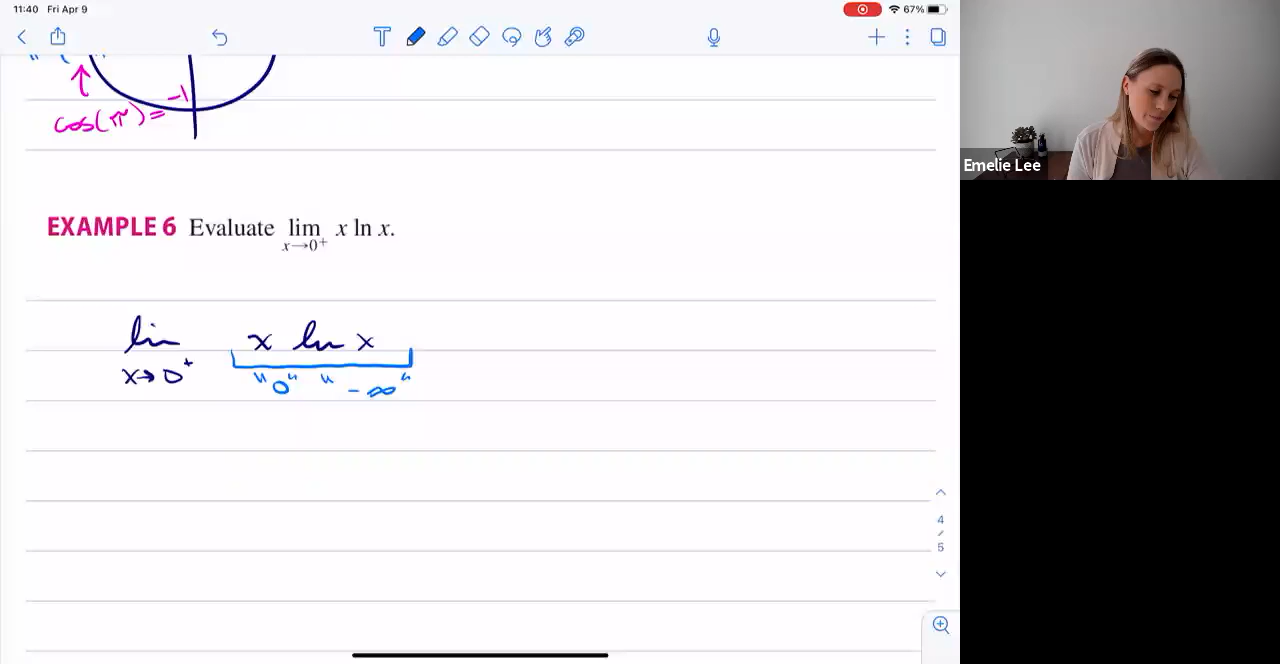 11:40 Fri Apr 9
67%
T
cos(π) = -1
Emelie Lee
EXAMPLE 6 Evaluate lim x ln x.
x→0⁺
lim x ln x
x→0⁺ "0" "-∞"
4
5